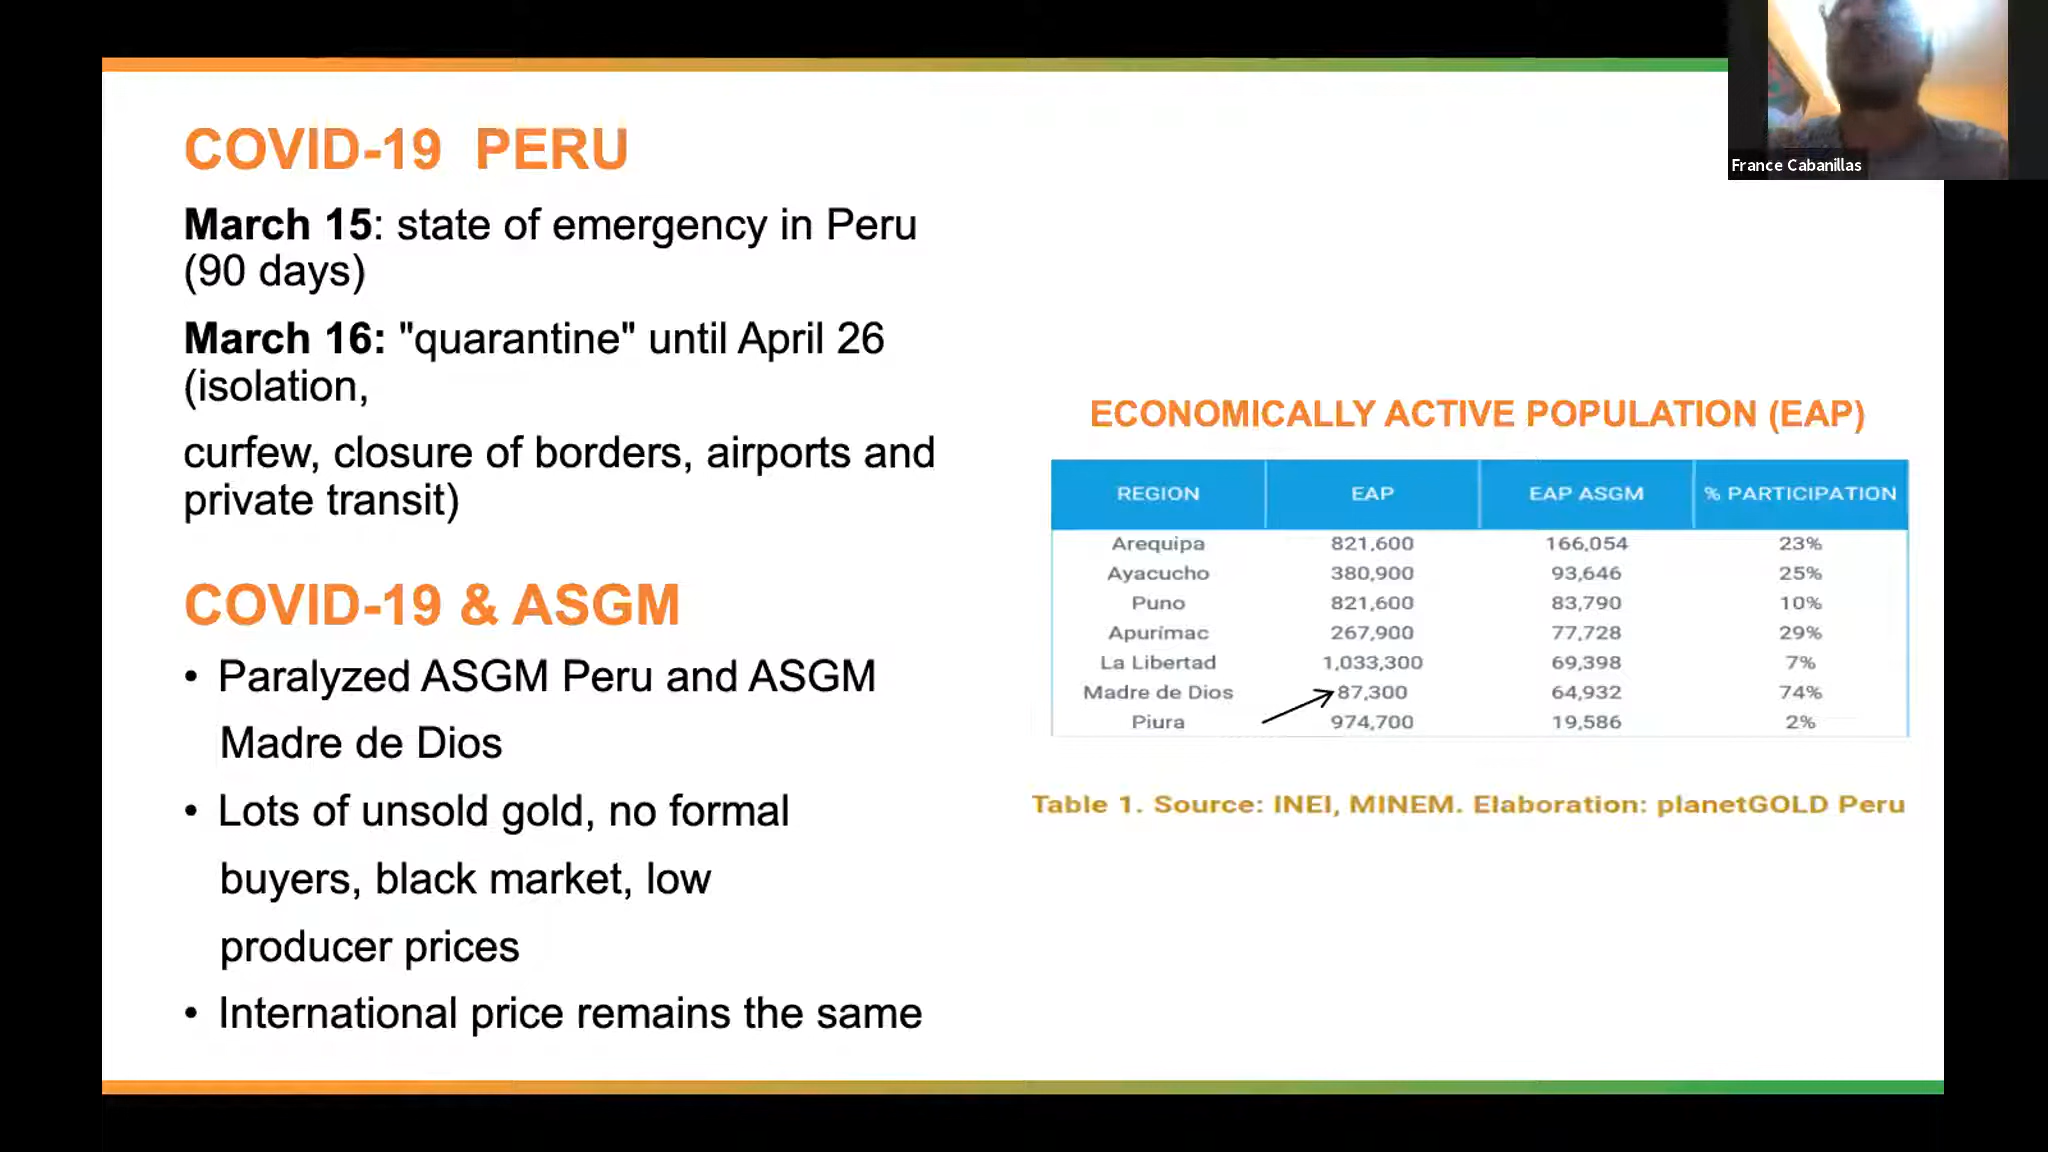 COVID-19 PERU
March 15: state of emergency in Peru
(90 days)
March 16: "quarantine" until April 26
(isolation,
curfew, closure of borders, airports and
private transit)
COVID-19 & ASGM
• Paralyzed ASGM Peru and ASGM
Madre de Dios
• Lots of unsold gold, no formal
buyers, black market, low
producer prices
• International price remains the same
France Cabanillas
ECONOMICALLY ACTIVE POPULATION (EAP)
REGION EAP EAP ASGM % PARTICIPATION
Arequipa 821,600 166,054 23%
Ayacucho 380,900 93,646 25%
Puno 821,600 83,790 10%
Apurímac 267,900 77,728 29%
La Libertad 1,033,300 69,398 7%
Madre de Dios 87,300 64,932 74%
Piura 974,700 19,586 2%
Table 1. Source: INEI, MINEM. Elaboration: planetGOLD Peru